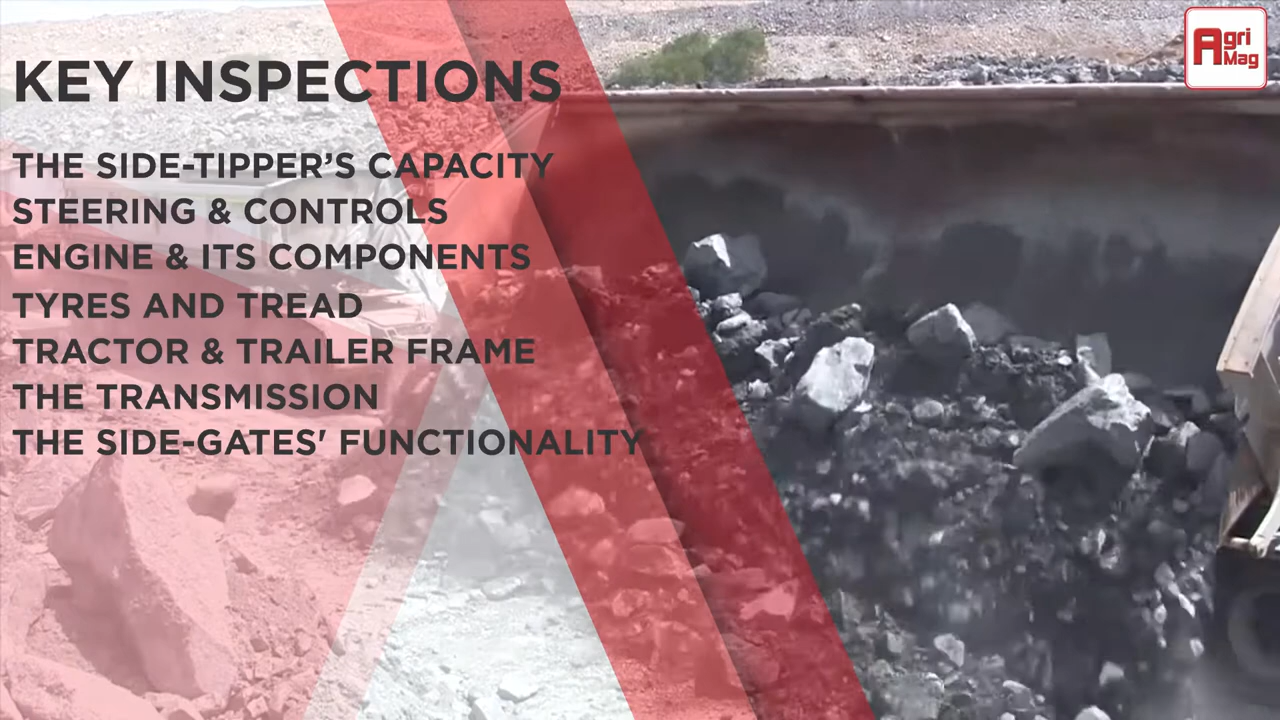 KEY INSPECTIONS
THE SIDE-TIPPER’S CAPACITY
STEERING & CONTROLS
ENGINE & ITS COMPONENTS
TYRES AND TREAD
TRACTOR & TRAILER FRAME
THE TRANSMISSION
THE SIDE-GATES' FUNCTIONALITY
Agri
Mag